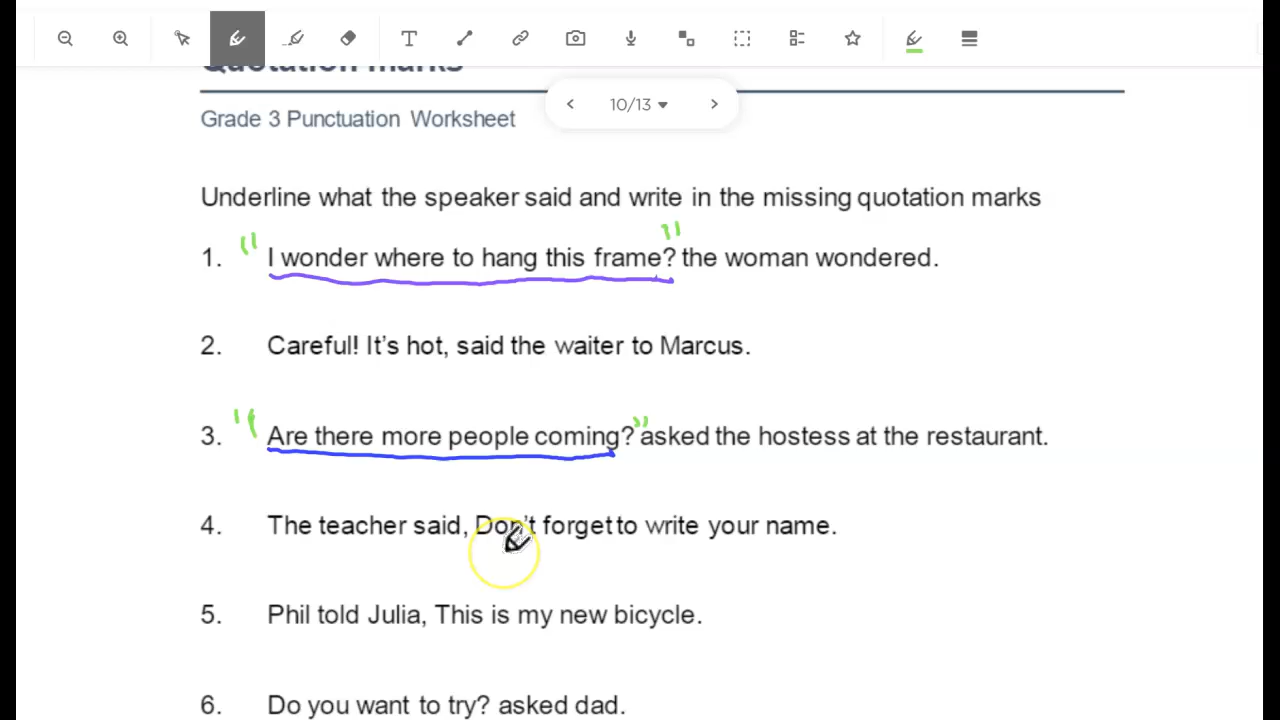 Quotation marks
10/13
Grade 3 Punctuation Worksheet
Underline what the speaker said and write in the missing quotation marks
1. "I wonder where to hang this frame?" the woman wondered.
2. Careful! It's hot, said the waiter to Marcus.
3. "Are there more people coming?" asked the hostess at the restaurant.
4. The teacher said, Don't forget to write your name.
5. Phil told Julia, This is my new bicycle.
6. Do you want to try? asked dad.